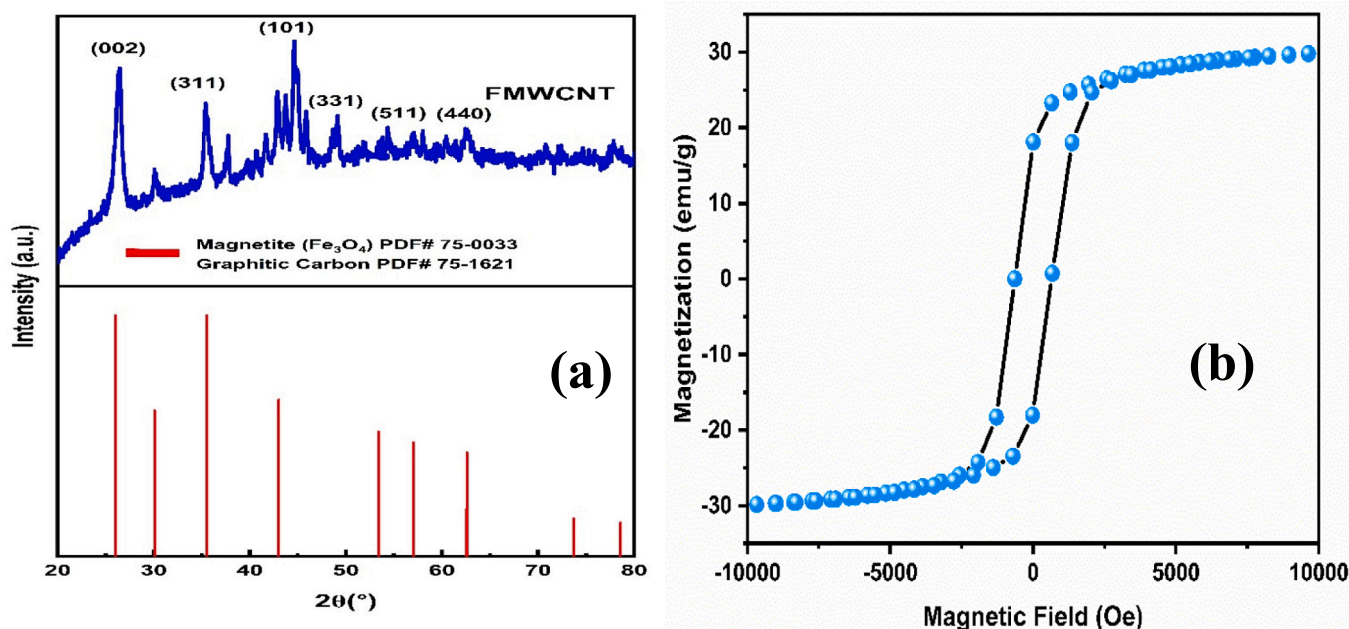 (002)
(311)
(101)
(331)
(511)
(440)
FMWCNT
Magnetite (Fe₃O₄) PDF# 75-0033
Graphitic Carbon PDF# 75-1621
Intensity (a.u.)
(a)
20 30 40 50 60 70 80
2θ(°)
Magnetization (emu/g)
30
20
10
0
-10
-20
-30
(b)
-10000 -5000 0 5000 10000
Magnetic Field (Oe)